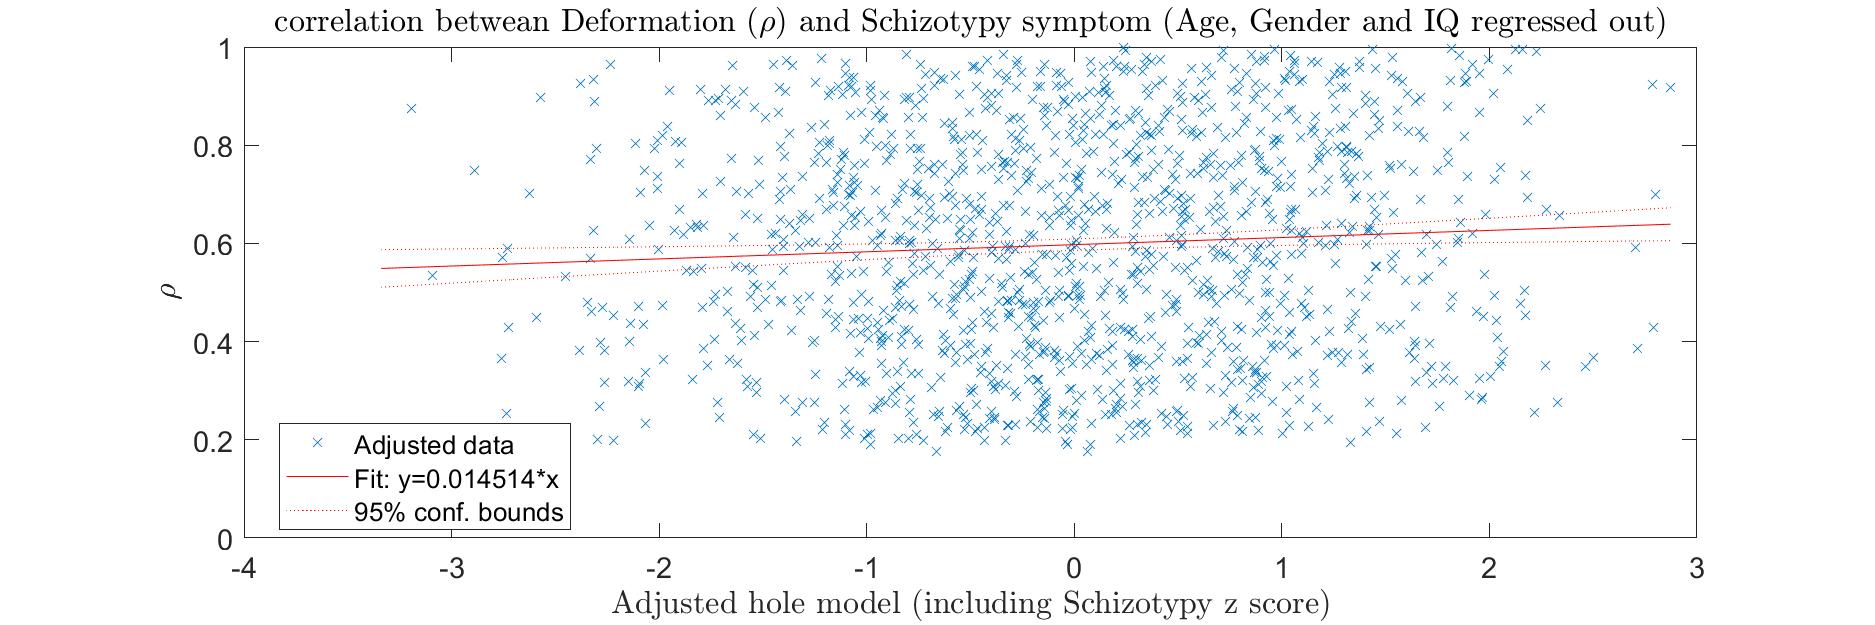 correlation betwean Deformation (ρ) and Schizotypy symptom (Age, Gender and IQ regressed out)
1
0.8
0.6
0.4
0.2
0
ρ
Adjusted data
Fit: y=0.014514*x
95% conf. bounds
-4 -3 -2 -1 0 1 2 3
Adjusted hole model (including Schizotypy z score)